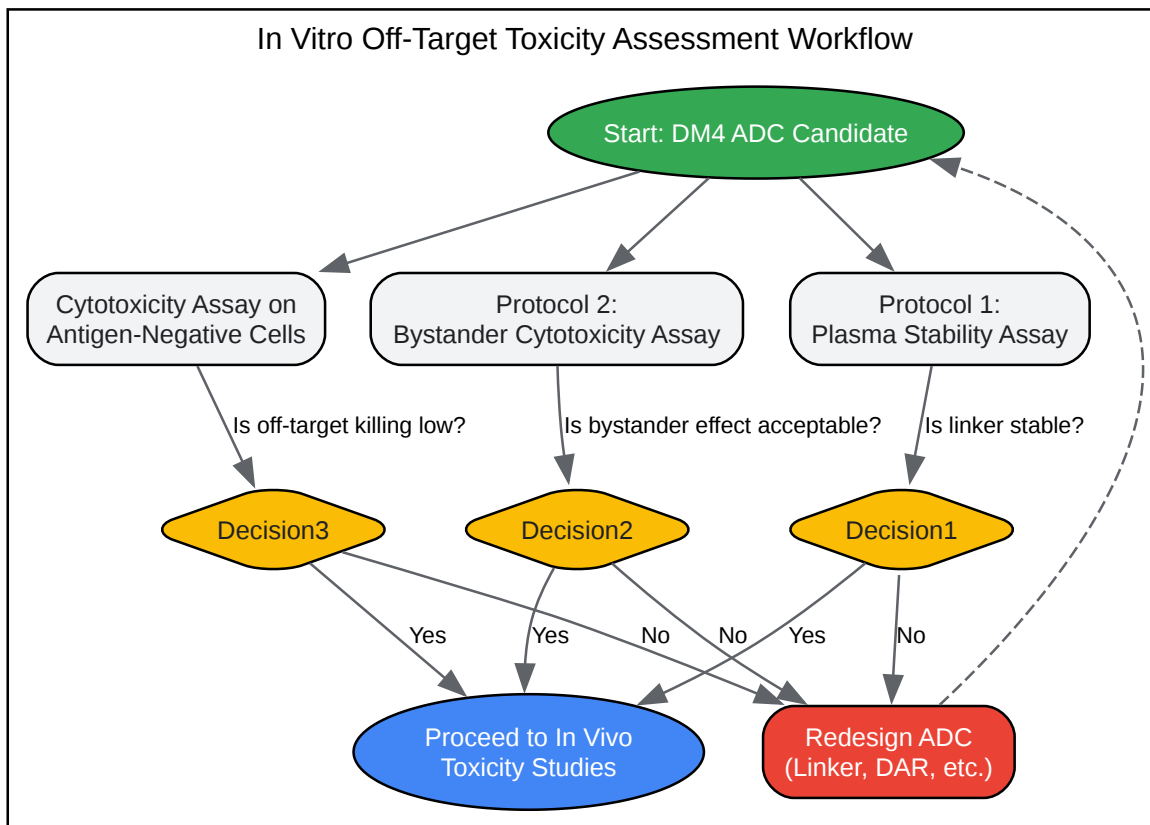 In Vitro Off-Target Toxicity Assessment Workflow
Start: DM4 ADC Candidate
Cytotoxicity Assay on
Antigen-Negative Cells
Protocol 2:
Bystander Cytotoxicity Assay
Protocol 1:
Plasma Stability Assay
Is off-target killing low?
Is bystander effect acceptable?
Is linker stable?
Decision3
Decision2
Decision1
Yes
Yes
No
No
Yes
No
Proceed to In Vivo
Toxicity Studies
Redesign ADC
(Linker, DAR, etc.)